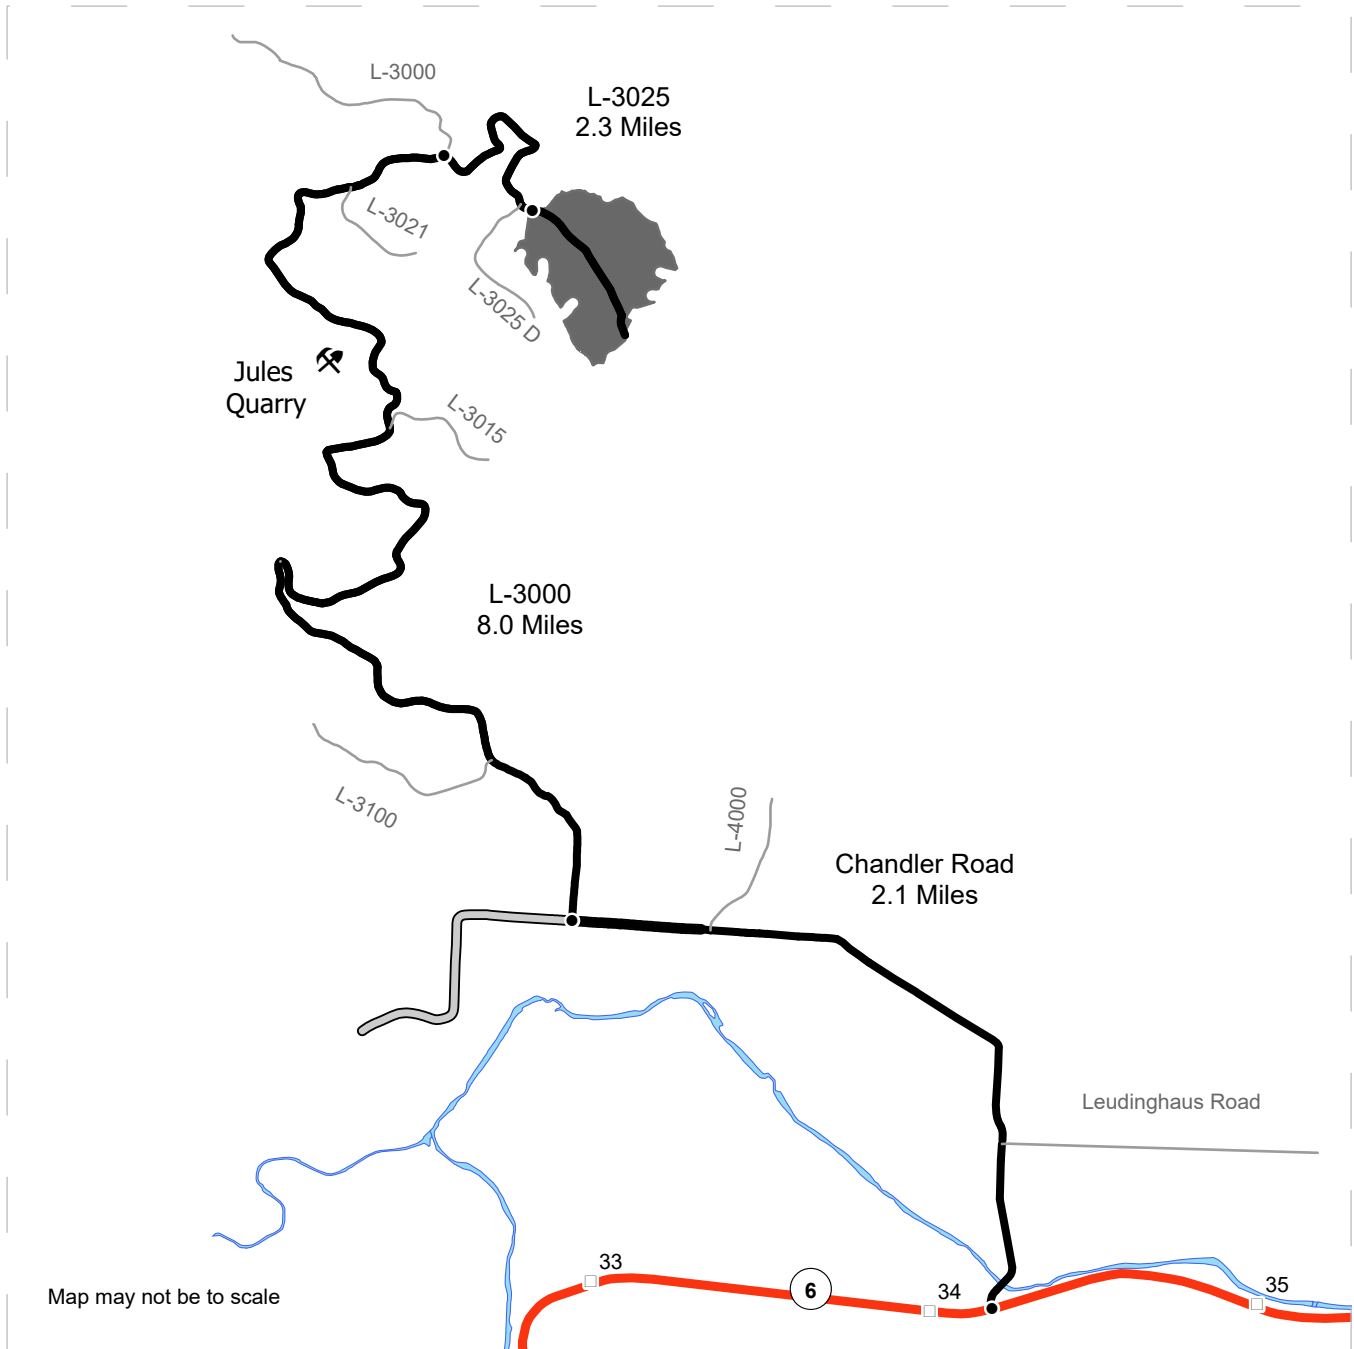 L-3000
L-3025
2.3 Miles
L-3021
L-3025 D
Jules
Quarry
L-3015
L-3000
8.0 Miles
L-3100
L-4000
Chandler Road
2.1 Miles
Leudinghaus Road
33
6
34
35
Map may not be to scale